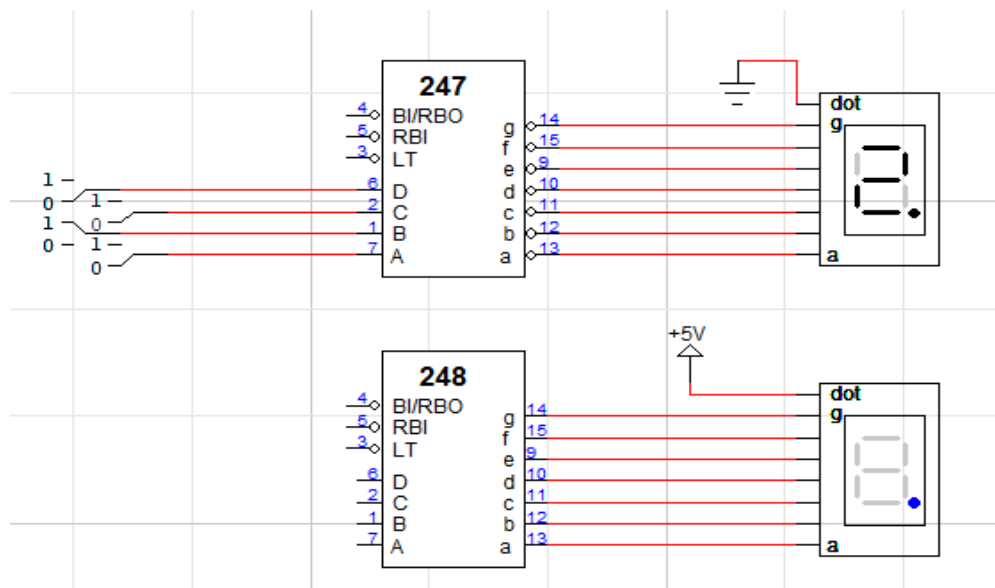 247
4 BI/RBO
5 RBI
3 LT
6 D
2 C
1 B
7 A
g 14
f 15
e 9
d 10
c 11
b 12
a 13
1
0
1
0
1
0
1
0
dot
g
a
+5V
248
4 BI/RBO
5 RBI
3 LT
6 D
2 C
1 B
7 A
g 14
f 15
e 9
d 10
c 11
b 12
a 13
dot
g
a